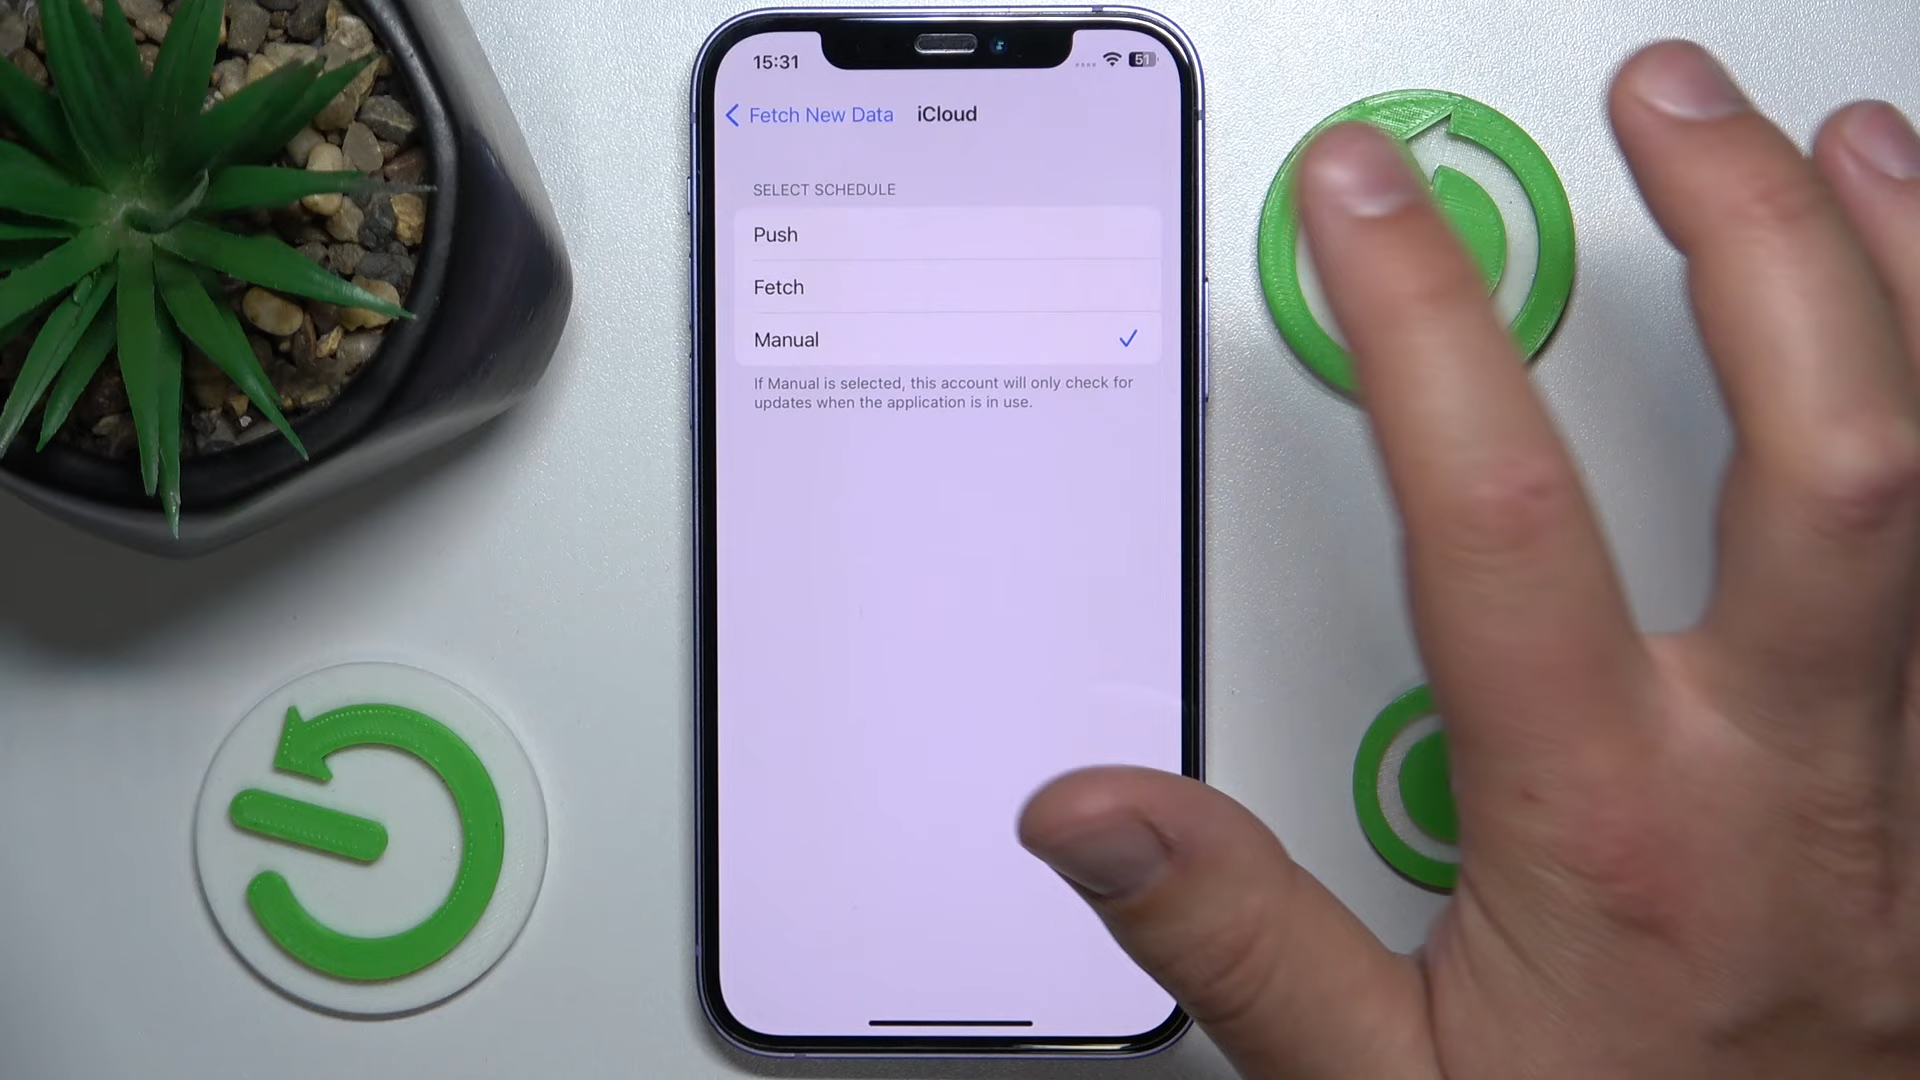 15:31
51
Fetch New Data
iCloud
SELECT SCHEDULE
Push
Fetch
Manual
If Manual is selected, this account will only check for
updates when the application is in use.